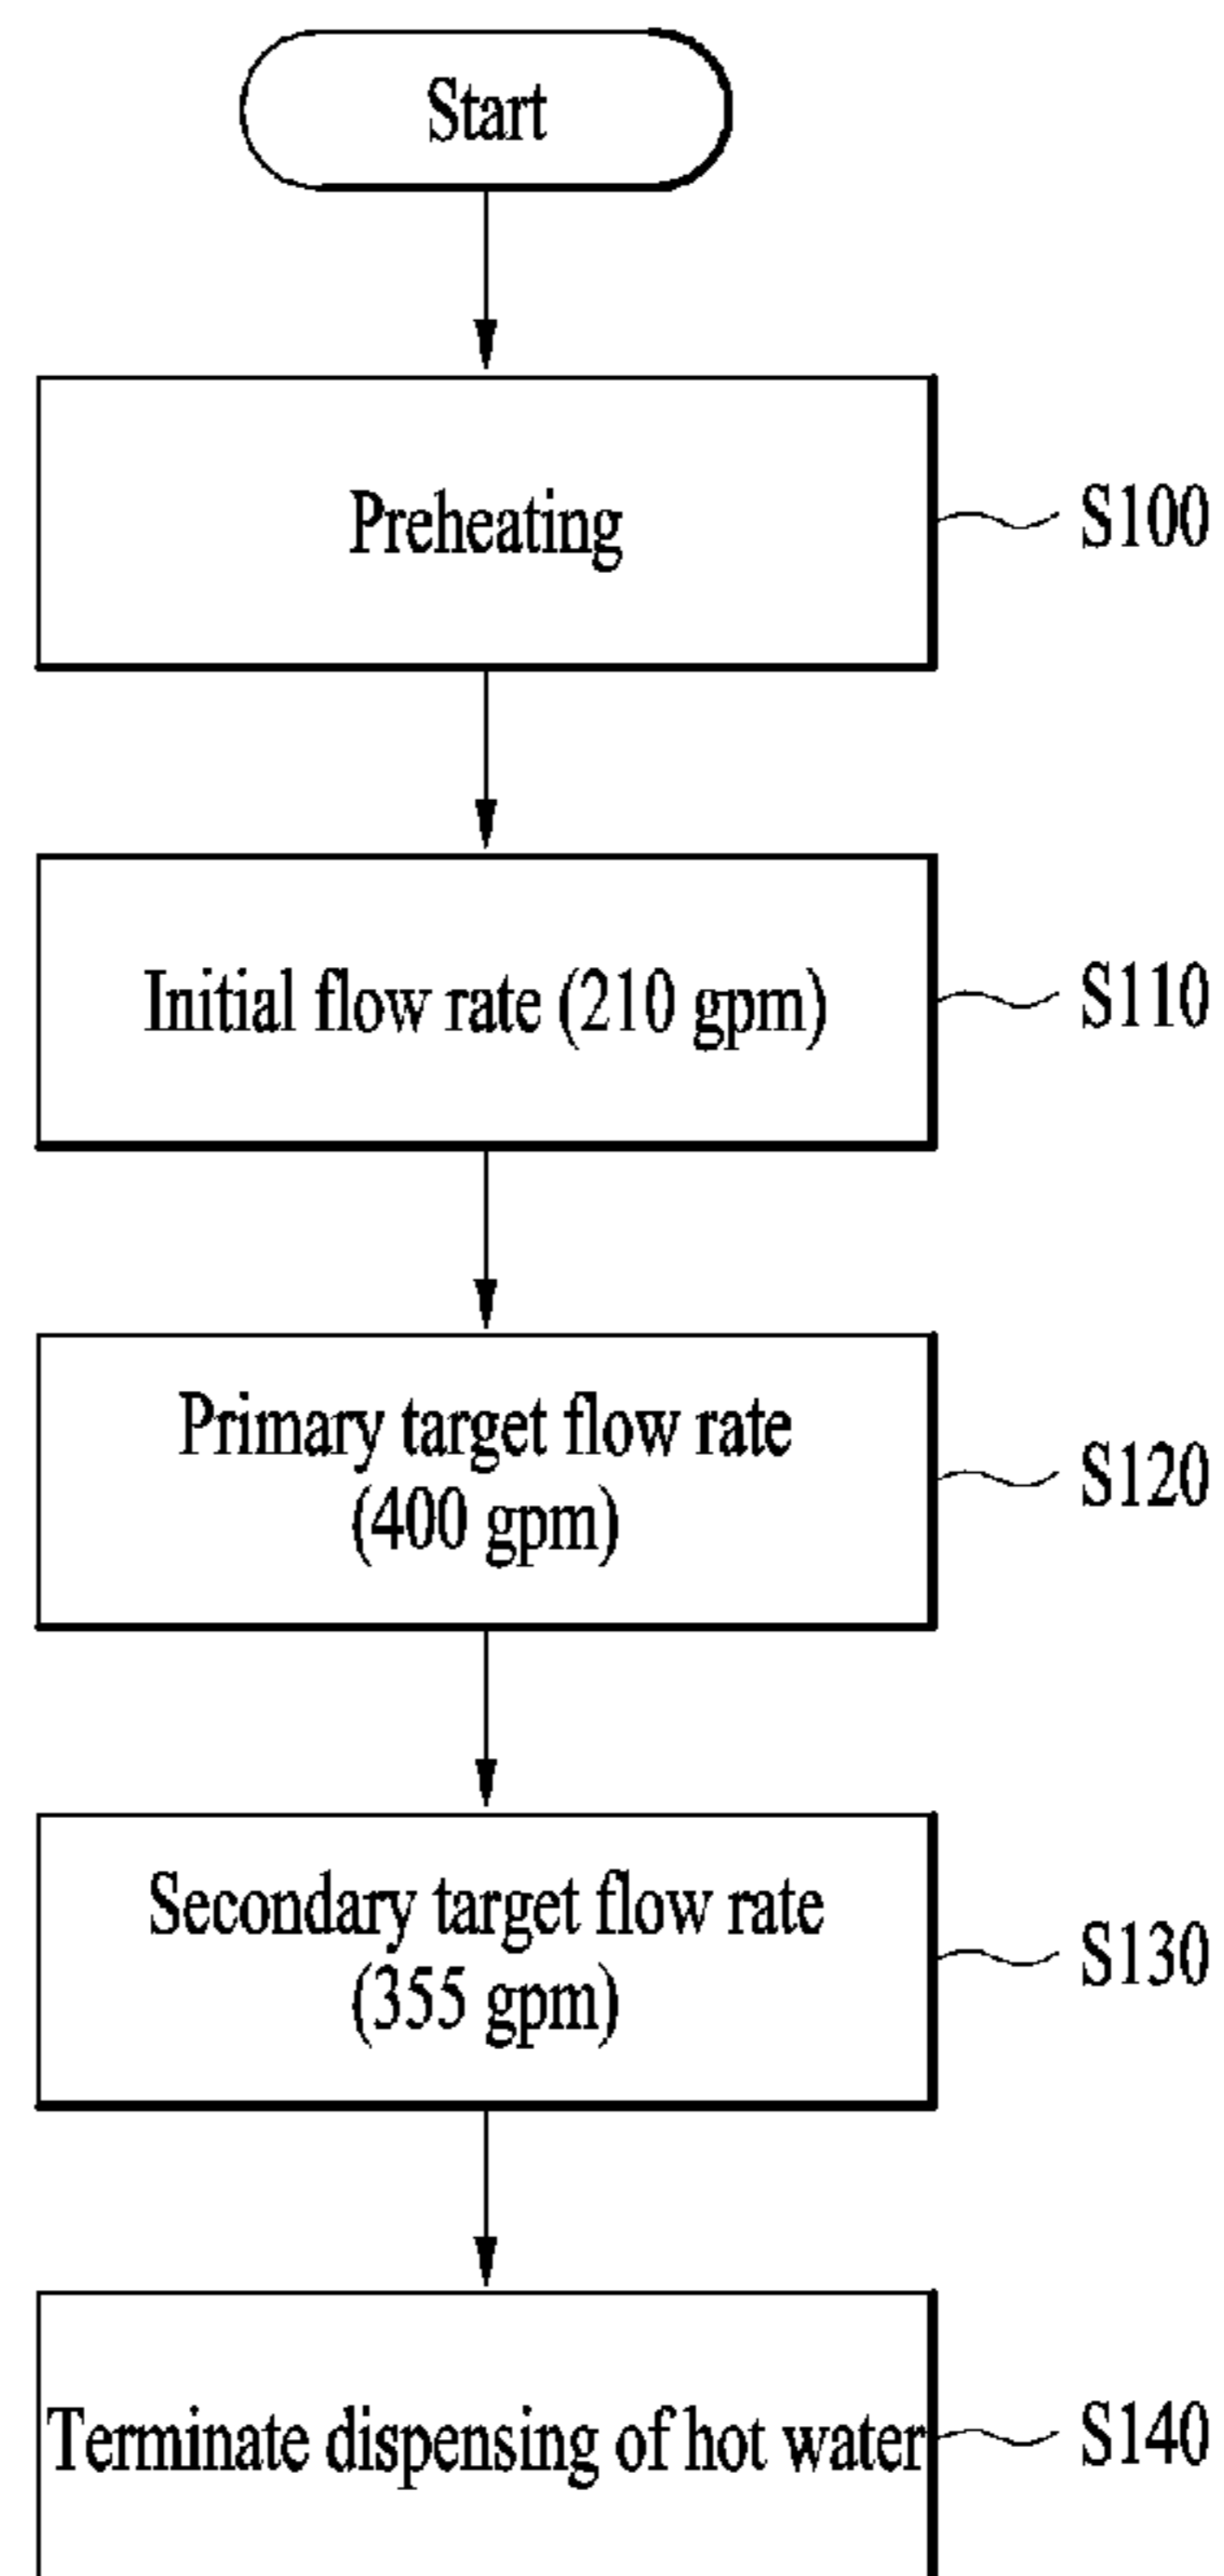 Start
Preheating
S100
Initial flow rate (210 gpm)
S110
Primary target flow rate
(400 gpm)
S120
Secondary target flow rate
(355 gpm)
S130
Terminate dispensing of hot water
S140